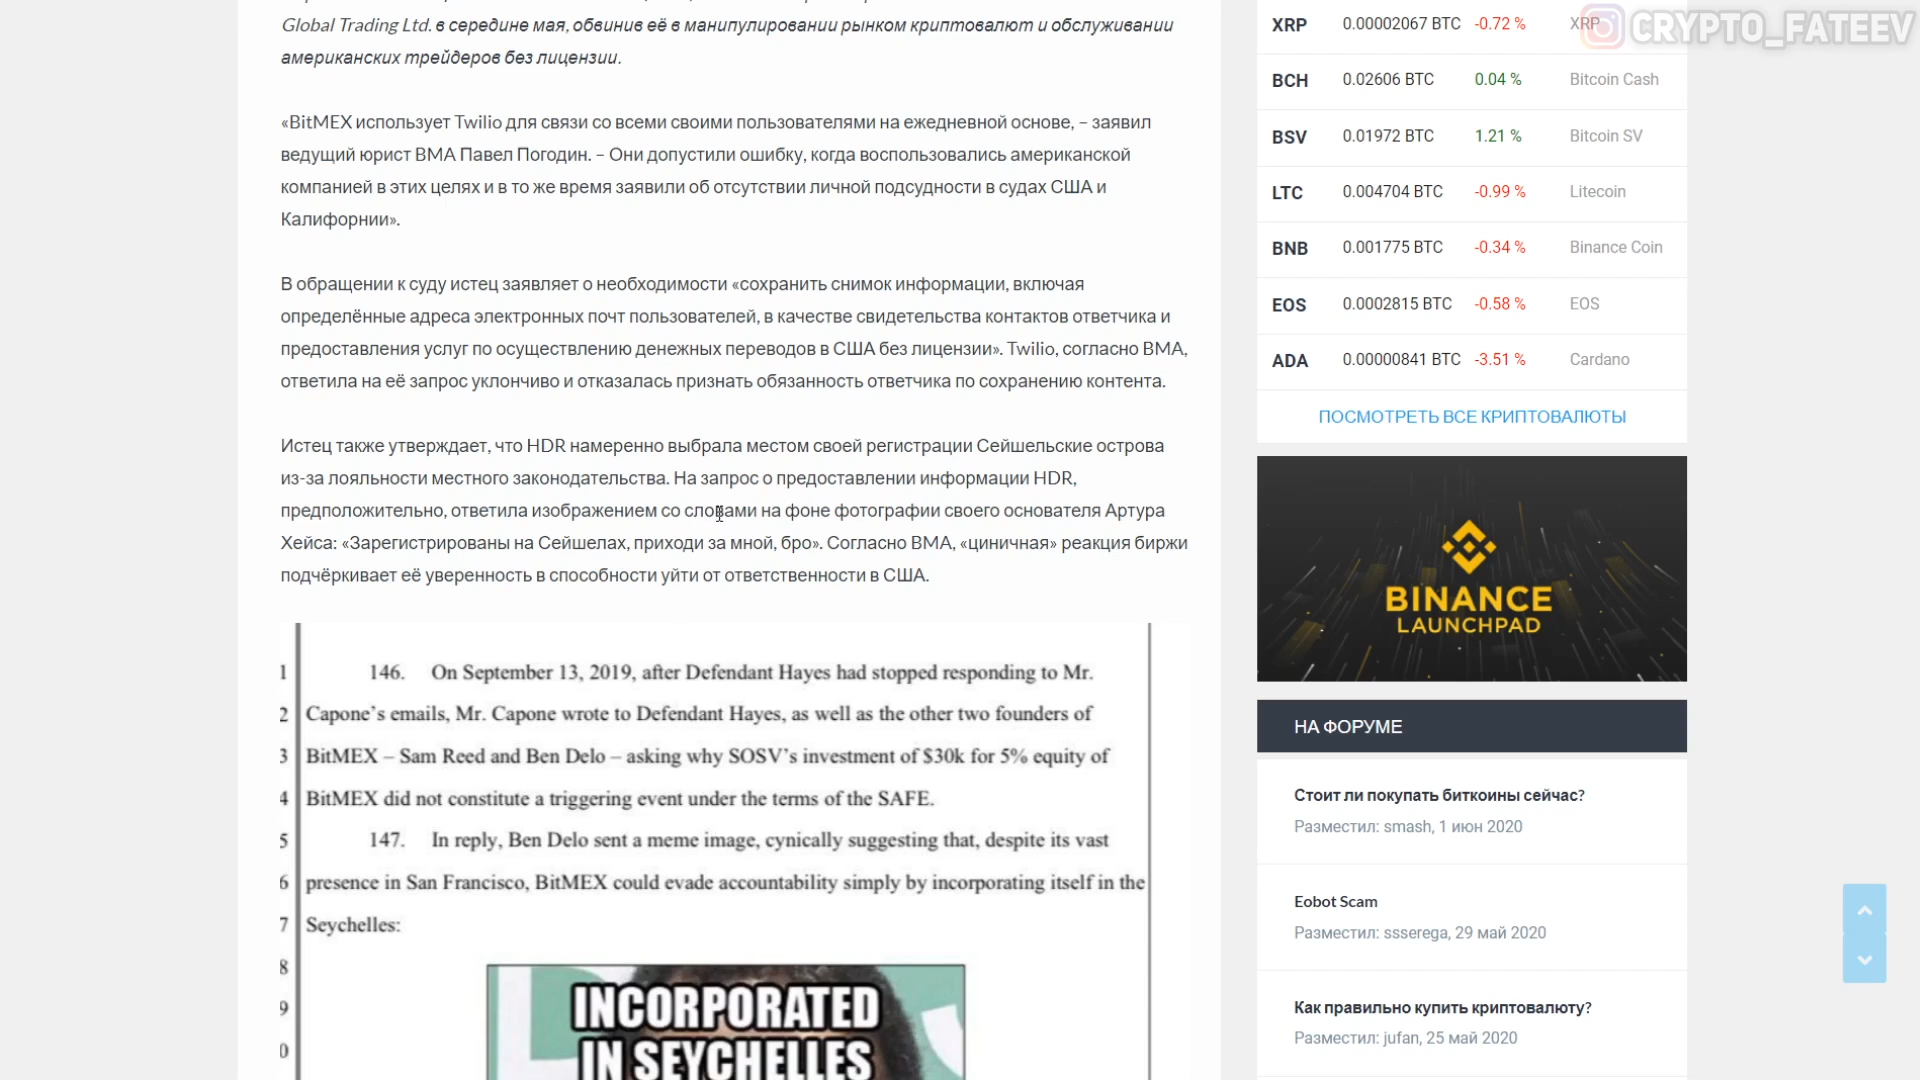 Global Trading Ltd. в середине мая, обвинив её в манипулировании рынком криптовалют и обслуживании
американских трейдеров без лицензии.
«BitMEX использует Twilio для связи со всеми своими пользователями на ежедневной основе, – заявил
ведущий юрист BMA Павел Погодин. – Они допустили ошибку, когда воспользовались американской
компанией в этих целях и в то же время заявили об отсутствии личной подсудности в судах США и
Калифорнии».
В обращении к суду истец заявляет о необходимости «сохранить снимок информации, включая
определённые адреса электронных почт пользователей, в качестве свидетельства контактов ответчика и
предоставления услуг по осуществлению денежных переводов в США без лицензии». Twilio, согласно BMA,
ответила на её запрос уклончиво и отказалась признать обязанность ответчика по сохранению контента.
Истец также утверждает, что HDR намеренно выбрала местом своей регистрации Сейшельские острова
из-за лояльности местного законодательства. На запрос о предоставлении информации HDR,
предположительно, ответила изображением со словами на фоне фотографии своего основателя Артура
Хейса: «Зарегистрированы на Сейшелах, приходи за мной, бро». Согласно BMA, «циничная» реакция биржи
подчёркивает её уверенность в способности уйти от ответственности в США.
1 146. On September 13, 2019, after Defendant Hayes had stopped responding to Mr.
2 Capone's emails, Mr. Capone wrote to Defendant Hayes, as well as the other two founders of
3 BitMEX – Sam Reed and Ben Delo – asking why SOSV's investment of $30k for 5% equity of
4 BitMEX did not constitute a triggering event under the terms of the SAFE.
5 147. In reply, Ben Delo sent a meme image, cynically suggesting that, despite its vast
6 presence in San Francisco, BitMEX could evade accountability simply by incorporating itself in the
7 Seychelles:
8
9
0
INCORPORATED
IN SEYCHELLES
XRP 0.00002067 BTC -0.72 % XRP
CRYPTO_FATEEV
BCH 0.02606 BTC 0.04 % Bitcoin Cash
BSV 0.01972 BTC 1.21 % Bitcoin SV
LTC 0.004704 BTC -0.99 % Litecoin
BNB 0.001775 BTC -0.34 % Binance Coin
EOS 0.0002815 BTC -0.58 % EOS
ADA 0.00000841 BTC -3.51 % Cardano
ПОСМОТРЕТЬ ВСЕ КРИПТОВАЛЮТЫ
BINANCE
LAUNCHPAD
НА ФОРУМЕ
Стоит ли покупать биткоины сейчас?
Разместил: smash, 1 июн 2020
Eobot Scam
Разместил: ssserega, 29 май 2020
Как правильно купить криптовалюту?
Разместил: jufan, 25 май 2020